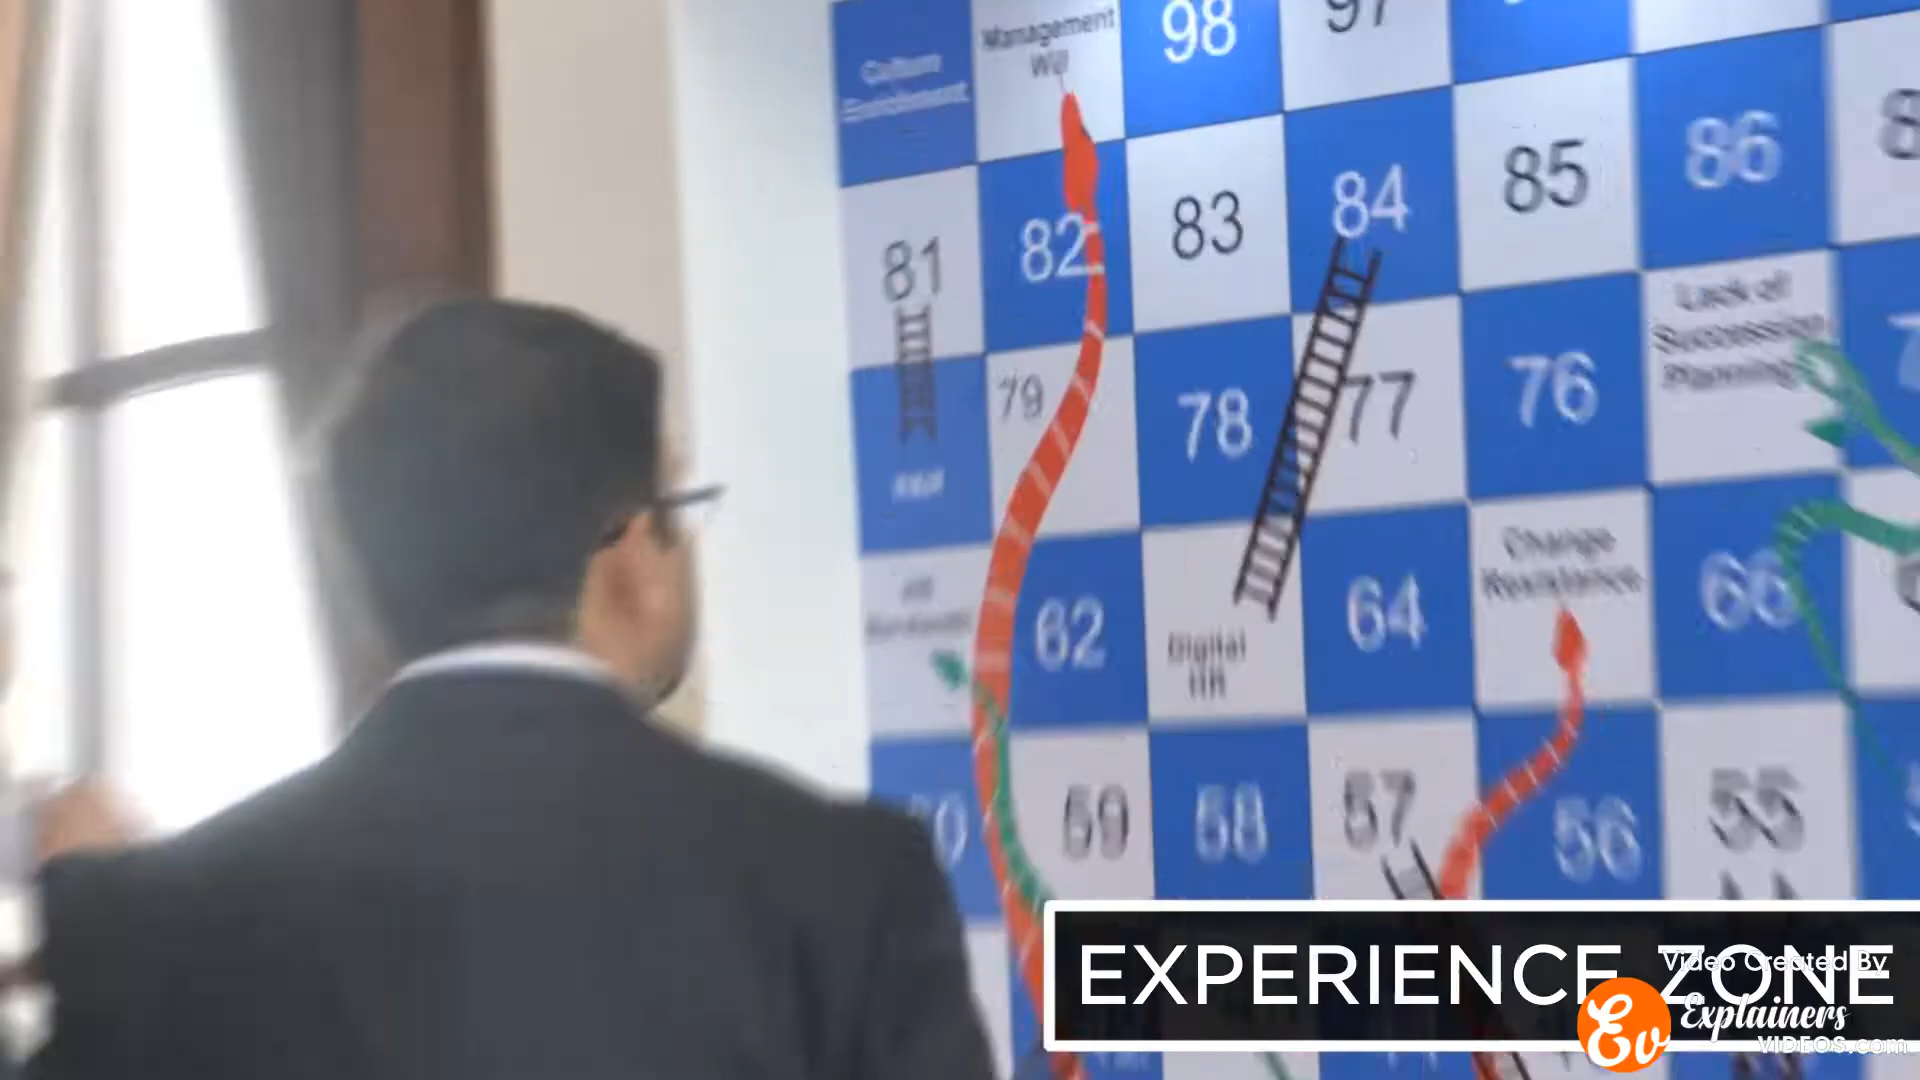 Management
Will
98
97
Culture
Enrichment
81
82
83
84
85
86
79
78
77
76
Lack of
Succession
Planning
62
Digital
HR
64
Change
Resistance
66
59
58
57
56
55
EXPERIENCE ZONE
Video Created By
Ev Explainers
VIDEOS.com